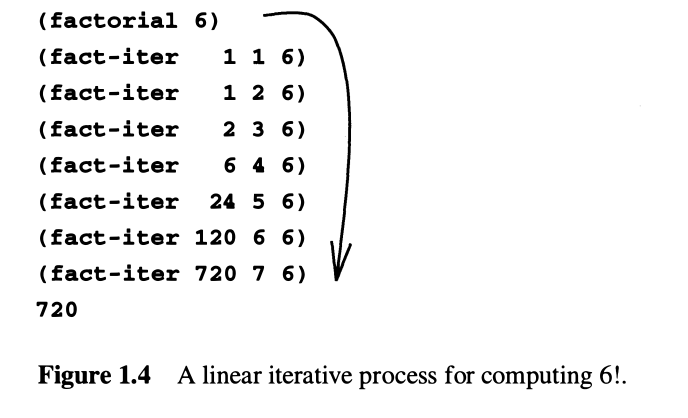 (factorial 6)
(fact-iter 1 1 6)
(fact-iter 1 2 6)
(fact-iter 2 3 6)
(fact-iter 6 4 6)
(fact-iter 24 5 6)
(fact-iter 120 6 6)
(fact-iter 720 7 6)
720
Figure 1.4 A linear iterative process for computing 6!.